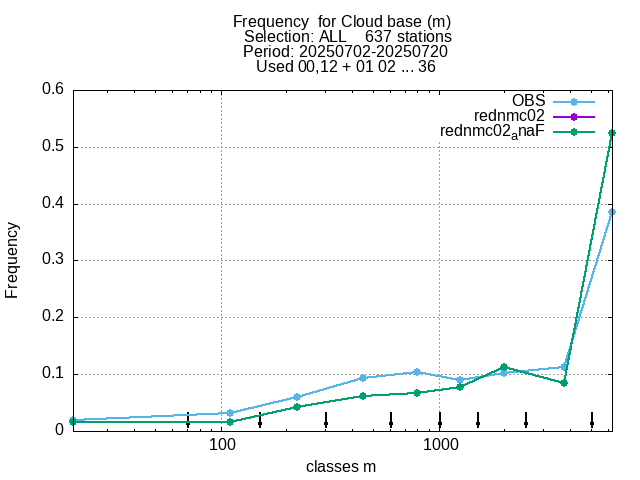 Frequency  for Cloud base (m)
Selection: ALL    637 stations
Period: 20250702-20250720
Used 00,12 + 01 02 ... 36
OBS
rednmc02
rednmc02anaF
0.6
0.5
0.4
0.3
0.2
0.1
0
Frequency
100
1000
classes m